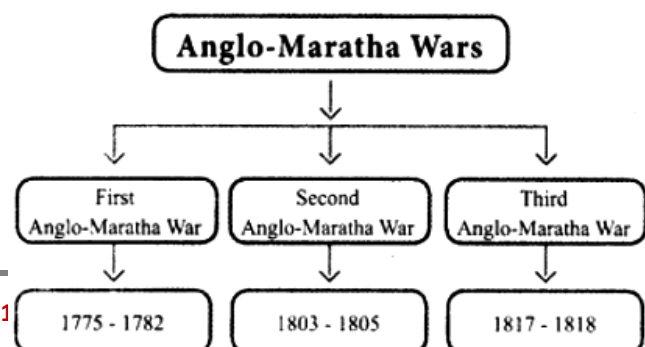 Anglo-Maratha Wars
First
Anglo-Maratha War
Second
Anglo-Maratha War
Third
Anglo-Maratha War
1
1775 - 1782
1803 - 1805
1817 - 1818